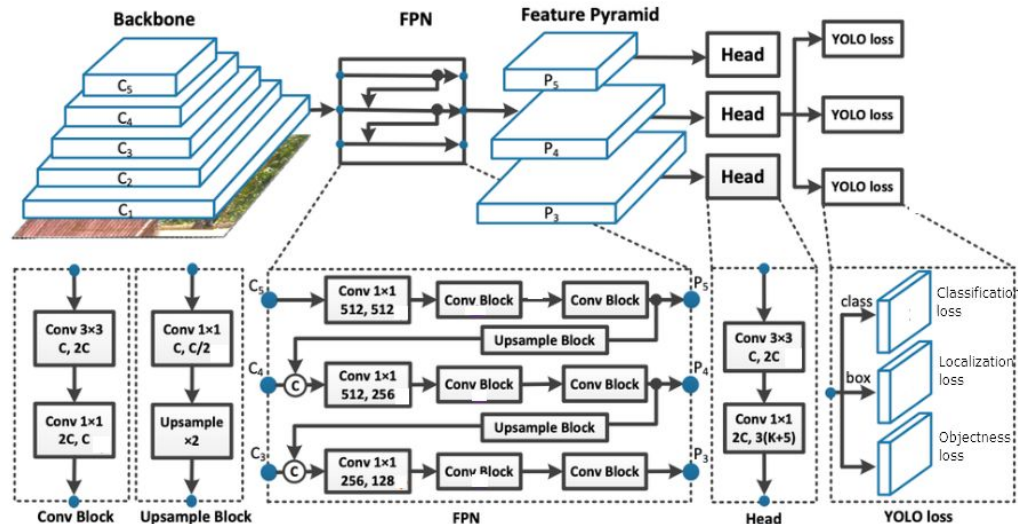 Backbone
FPN
Feature Pyramid
C5
C4
C3
C2
C1
P5
P4
P3
Head
Head
Head
YOLO loss
YOLO loss
YOLO loss
Conv 3×3
C, 2C
Conv 1×1
2C, C
Conv Block
Conv 1×1
C, C/2
Upsample
×2
Upsample Block
C5
Conv 1×1
512, 512
Conv Block
Conv Block
P5
Upsample Block
C4
C
Conv 1×1
512, 256
Conv Block
Conv Block
P4
Upsample Block
C3
C
Conv 1×1
256, 128
Conv Block
Conv Block
P3
FPN
Conv 3×3
C, 2C
Conv 1×1
2C, 3(K+5)
Head
class
Classification
loss
box
Localization
loss
Objectness
loss
YOLO loss